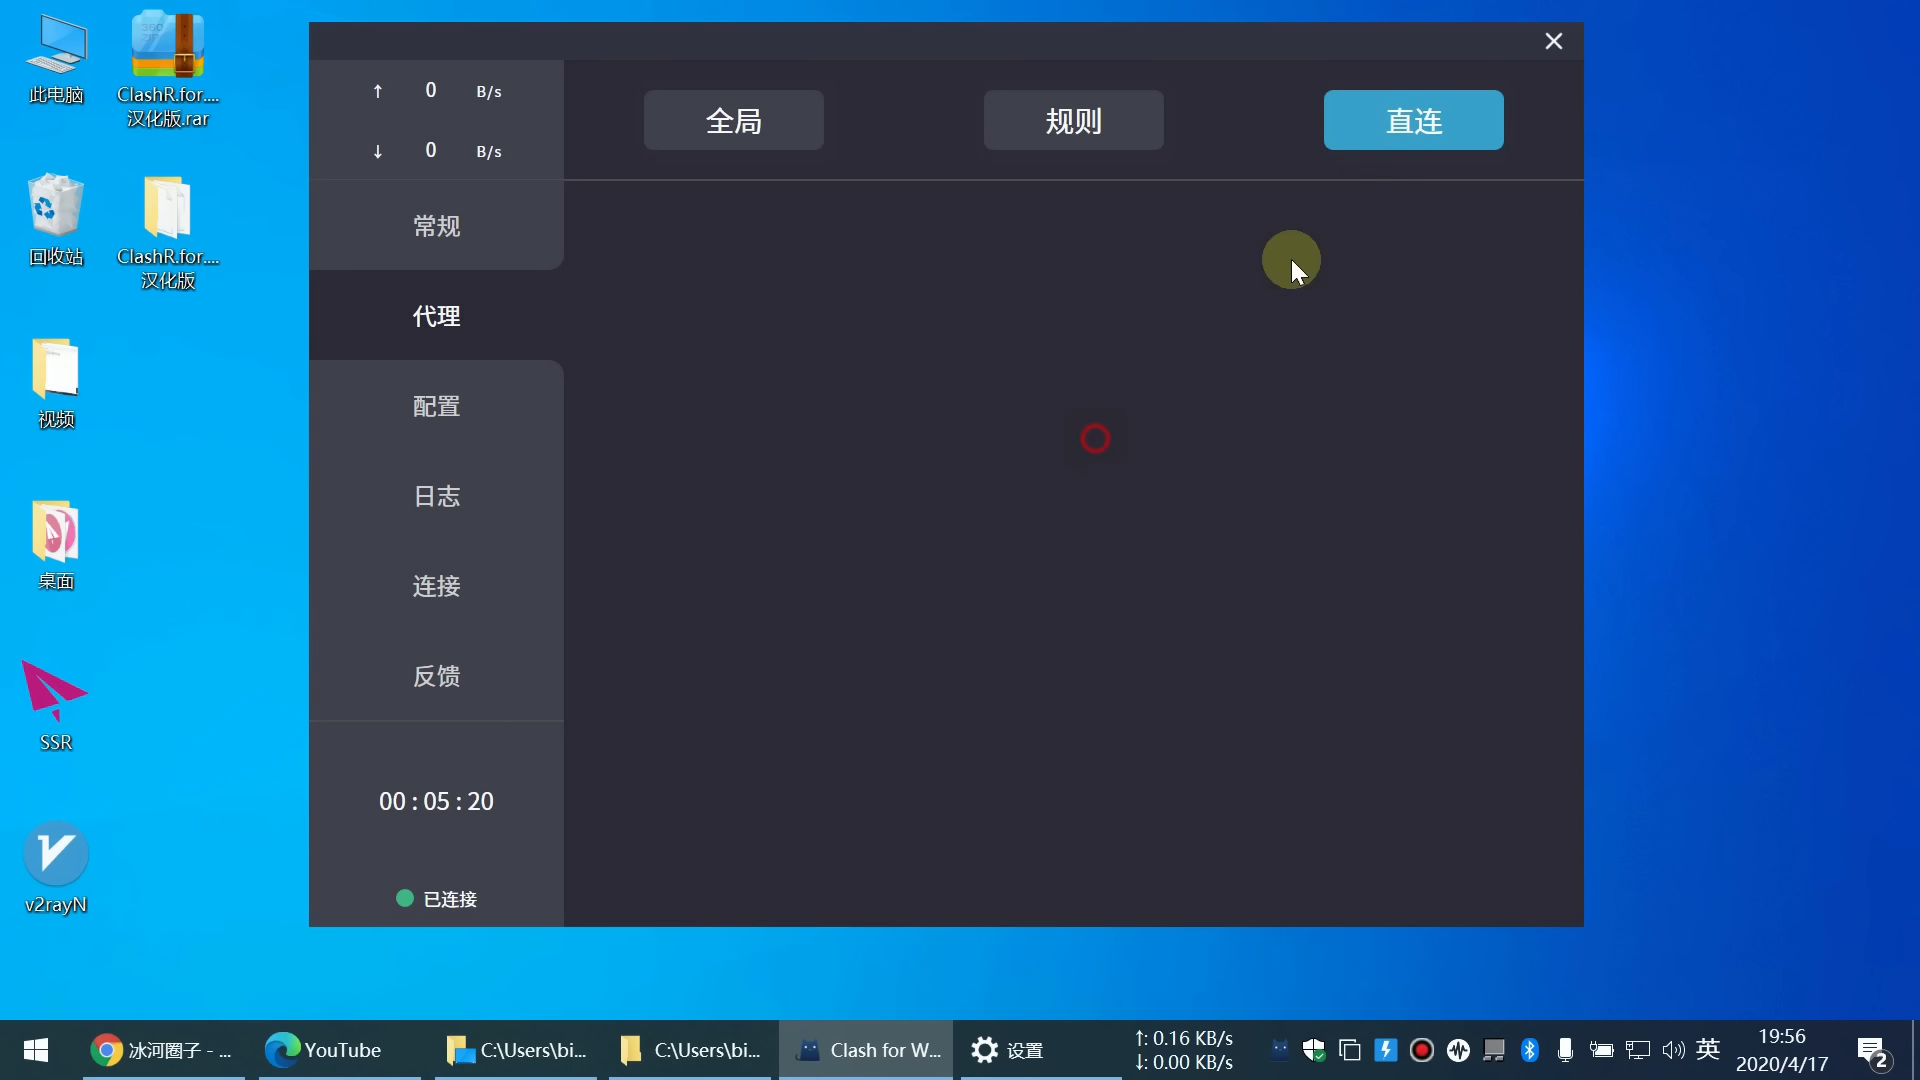 此电脑
ClashR.for....
汉化版.rar
回收站
ClashR.for....
汉化版
视频
桌面
SSR
v2rayN
↑ 0 B/s
↓ 0 B/s
全局
规则
直连
常规
代理
配置
日志
连接
反馈
00 : 05 : 20
已连接
冰河圈子 - ...
YouTube
C:\Users\bi...
C:\Users\bi...
Clash for W...
设置
↑: 0.16 KB/s
↓: 0.00 KB/s
英
19:56
2020/4/17
2